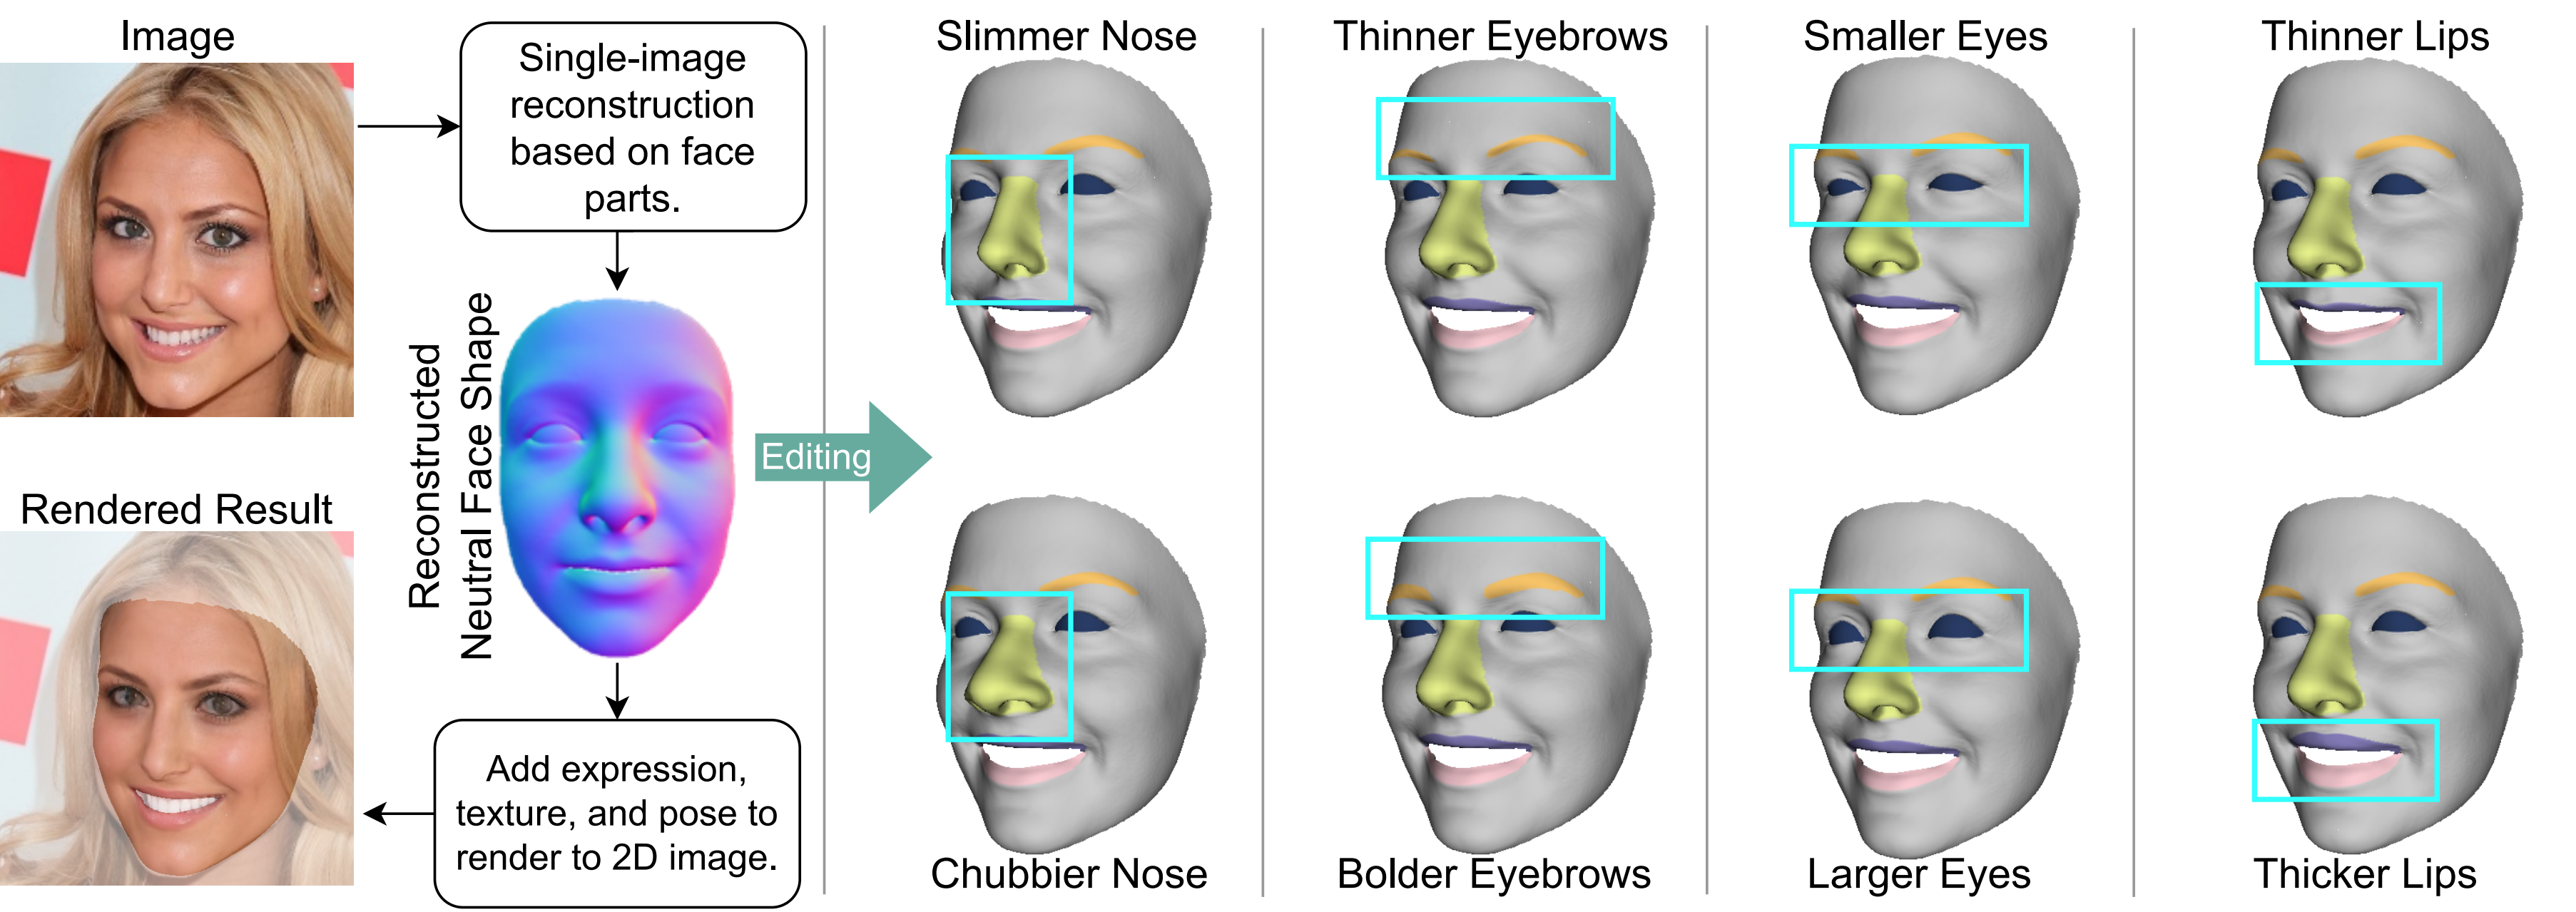 Image
Single-image
reconstruction
based on face
parts.
Reconstructed
Neutral Face Shape
Add expression,
texture, and pose to
render to 2D image.
Rendered Result
Editing
Slimmer Nose
Chubbier Nose
Thinner Eyebrows
Bolder Eyebrows
Smaller Eyes
Larger Eyes
Thinner Lips
Thicker Lips